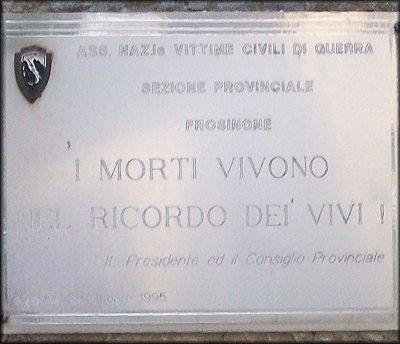 ASS. NAZ.le VITTIME CIVILI DI GUERRA
SEZIONE PROVINCIALE
FROSINONE
I MORTI VIVONO
NEL RICORDO DEI VIVI !
IL Presidente ed il Consiglio Provinciale
1995